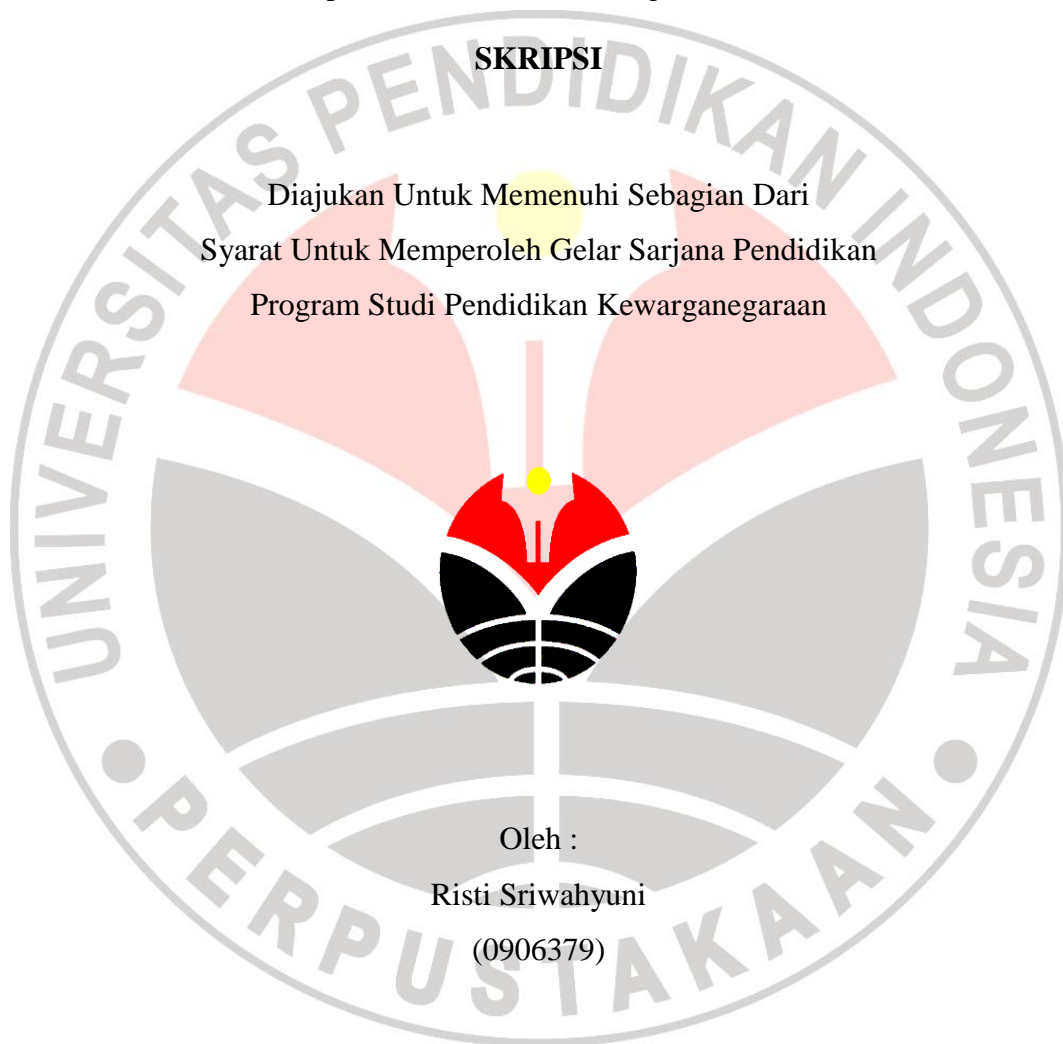 SKRIPSI
Diajukan Untuk Memenuhi Sebagian Dari
Syarat Untuk Memperoleh Gelar Sarjana Pendidikan
Program Studi Pendidikan Kewarganegaraan
Oleh :
Risti Sriwahyuni
(0906379)
UNIVERSITAS PENDIDIKAN INDONESIA
PERPUSTAKAAN